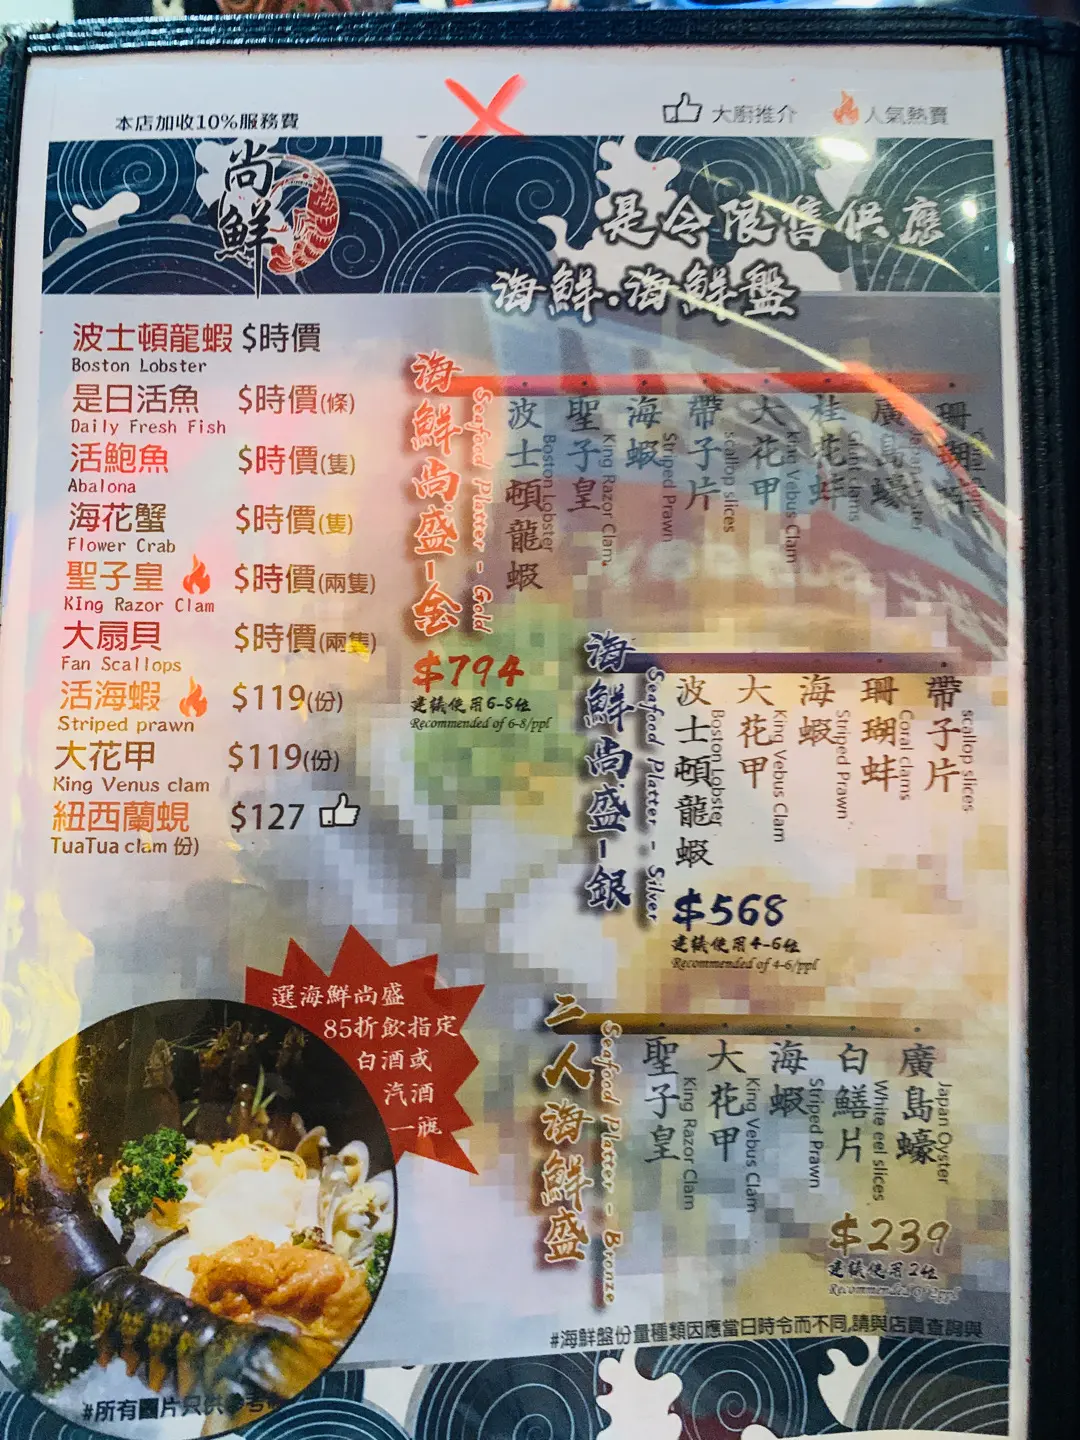 本店加收10%服務費
大廚推介
人氣熱賣
尚鮮
是令限售供應
海鮮·海鮮盤
波士頓龍蝦 $時價
Boston Lobster
是日活魚 $時價(條)
Daily Fresh Fish
活鮑魚 $時價(隻)
Abalona
海花蟹 $時價(隻)
Flower Crab
聖子皇 $時價(兩隻)
KIng Razor Clam
大扇貝 $時價(兩隻)
Fan Scallops
活海蝦 $119(份)
Striped prawn
大花甲 $119(份)
King Venus clam
紐西蘭蜆 $127
TuaTua clam 份)
海鮮尚盛-金
Seafood Platter - Gold
波士頓龍蝦
Boston Lobster
聖子皇
King Razor Clam
海蝦
Striped Prawn
帶子片
scallop slices
大花甲
King Vebus Clam
桂花蚌
廣島蠔
珊瑚蚌
$794
建議使用6-8位
Recommended of 6-8/ppl
海鮮尚盛-銀
Seafood Platter - Silver
波士頓龍蝦
Boston Lobster
大花甲
King Vebus Clam
海蝦
Striped Prawn
珊瑚蚌
Coral clams
帶子片
scallop slices
$568
建議使用4-6位
Recommended of 4-6/ppl
選海鮮尚盛
85折飲指定
白酒或
汽酒
一瓶
二人海鮮盛
Seafood Platter - Bronze
聖子皇
King Razor Clam
大花甲
King Vebus Clam
海蝦
Striped Prawn
白鱔片
White eel slices
廣島蠔
Japan Oyster
$239
建議使用2位
Recommended of 2ppl
#海鮮盤份量種類因應當日時令而不同,請與店員查詢與
#所有圖片只供參考